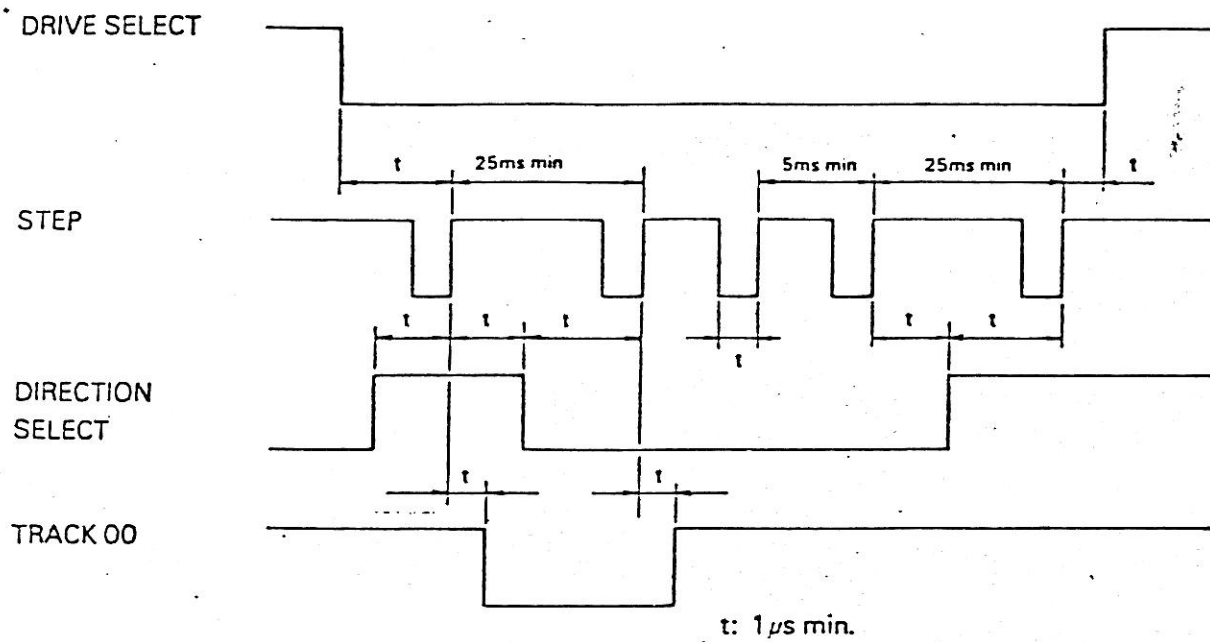 DRIVE SELECT
t 25ms min 5ms min 25ms min t
STEP
t t t t t
t
DIRECTION
SELECT
t t
TRACK 00
t: 1µs min.